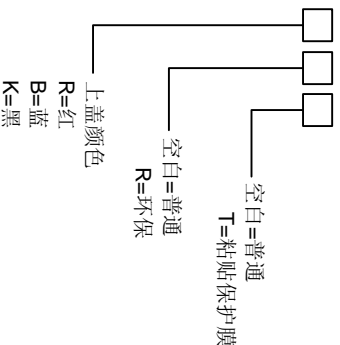 上盖颜色
R=红
B=蓝
K=黑
空白=普通
R=环保
空白=普通
T=粘贴保护膜